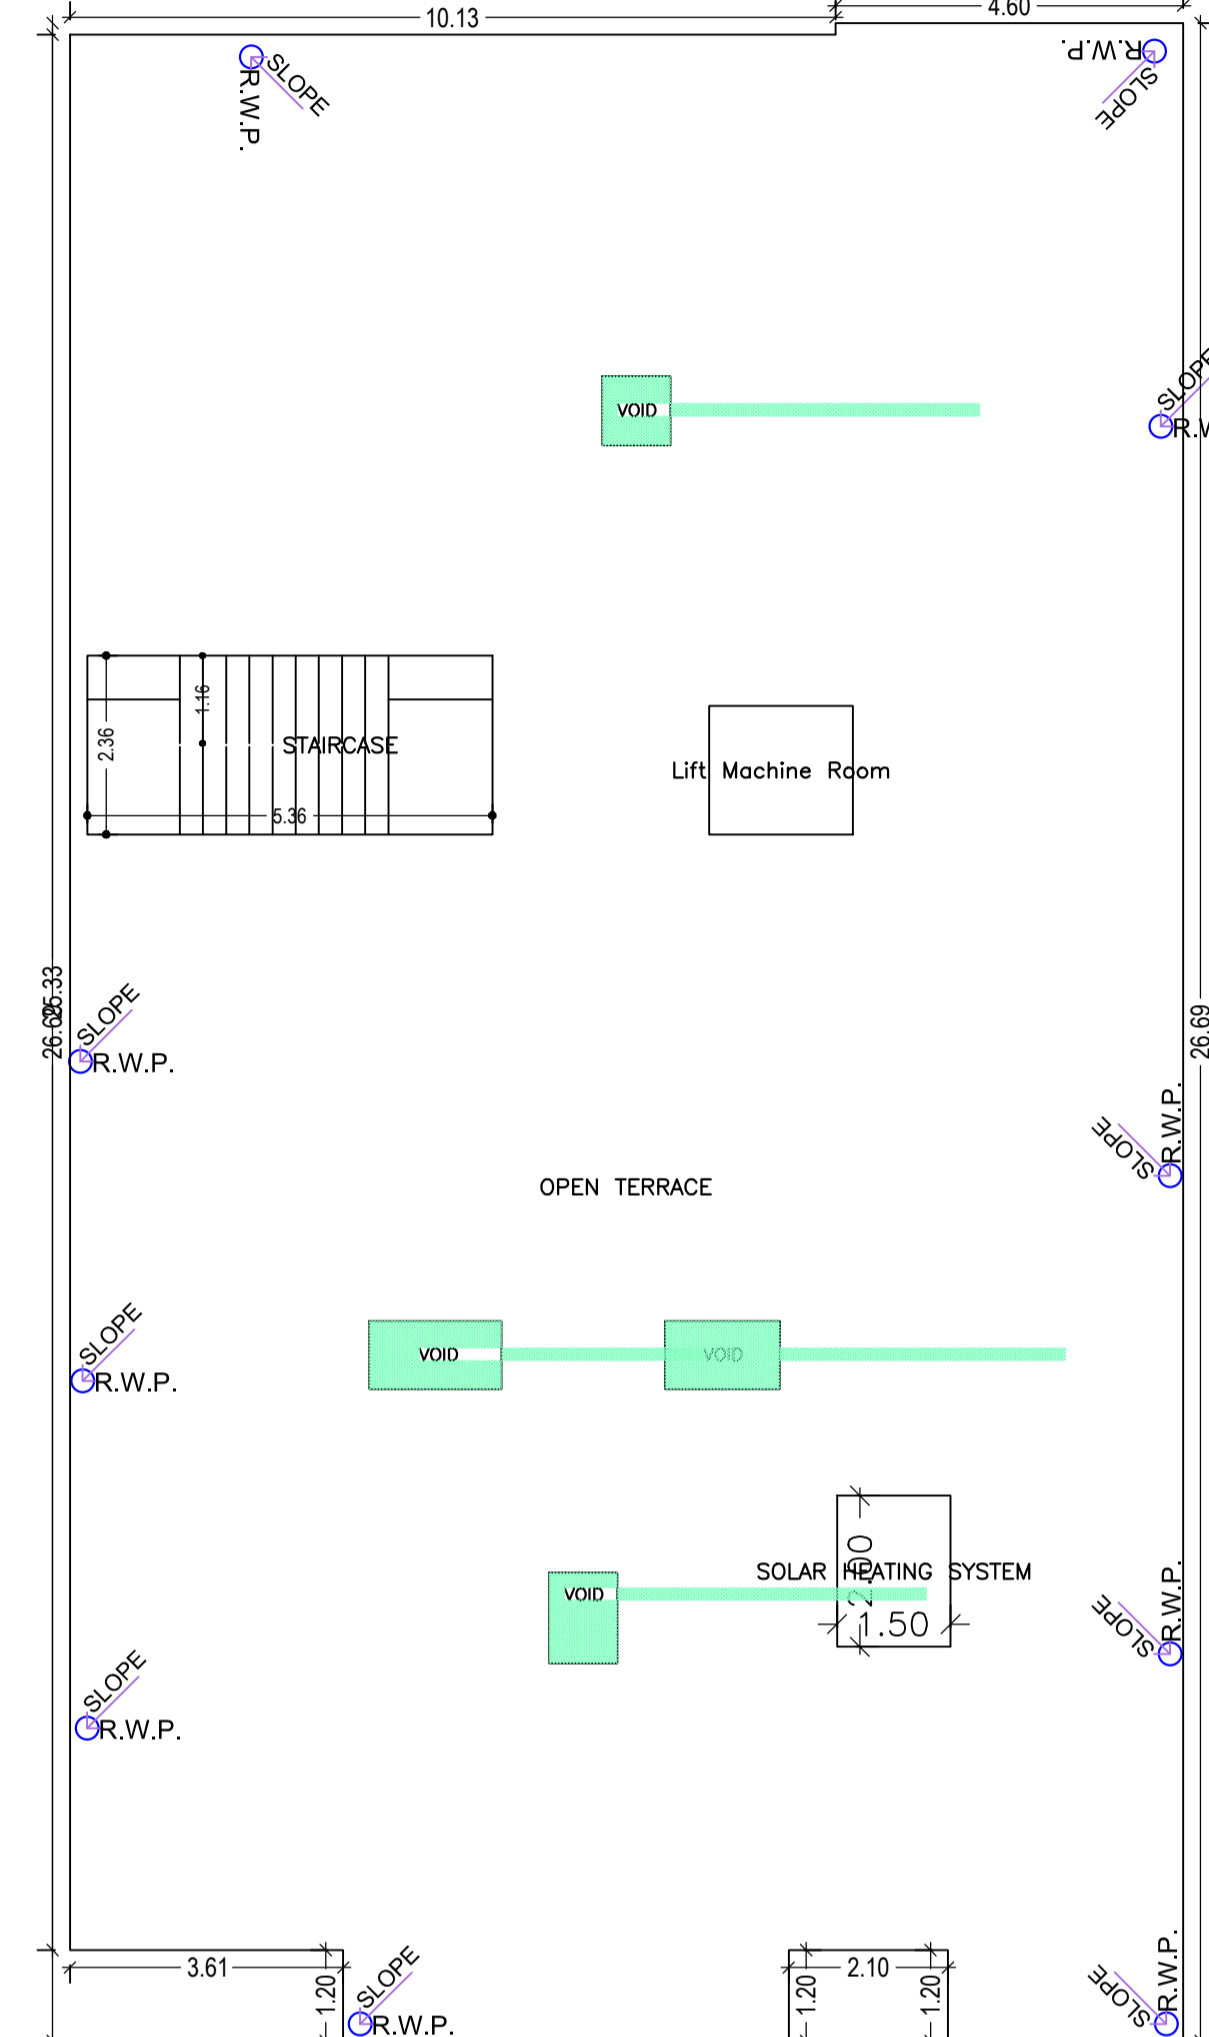 10.13
4.60
R.W.P.
SLOPE
R.W.P.
SLOPE
VOID
SLOPE
STAIRCASE
1.16
2.36
5.36
Lift Machine Room
25.33
26.69
SLOPE
R.W.P.
R.W.P.
SLOPE
OPEN TERRACE
SLOPE
R.W.P.
VOID
VOID
2.00
SOLAR HEATING SYSTEM
1.50
VOID
R.W.P.
SLOPE
SLOPE
R.W.P.
3.61
1.20
SLOPE
R.W.P.
1.20
2.10
1.20
R.W.P.
SLOPE